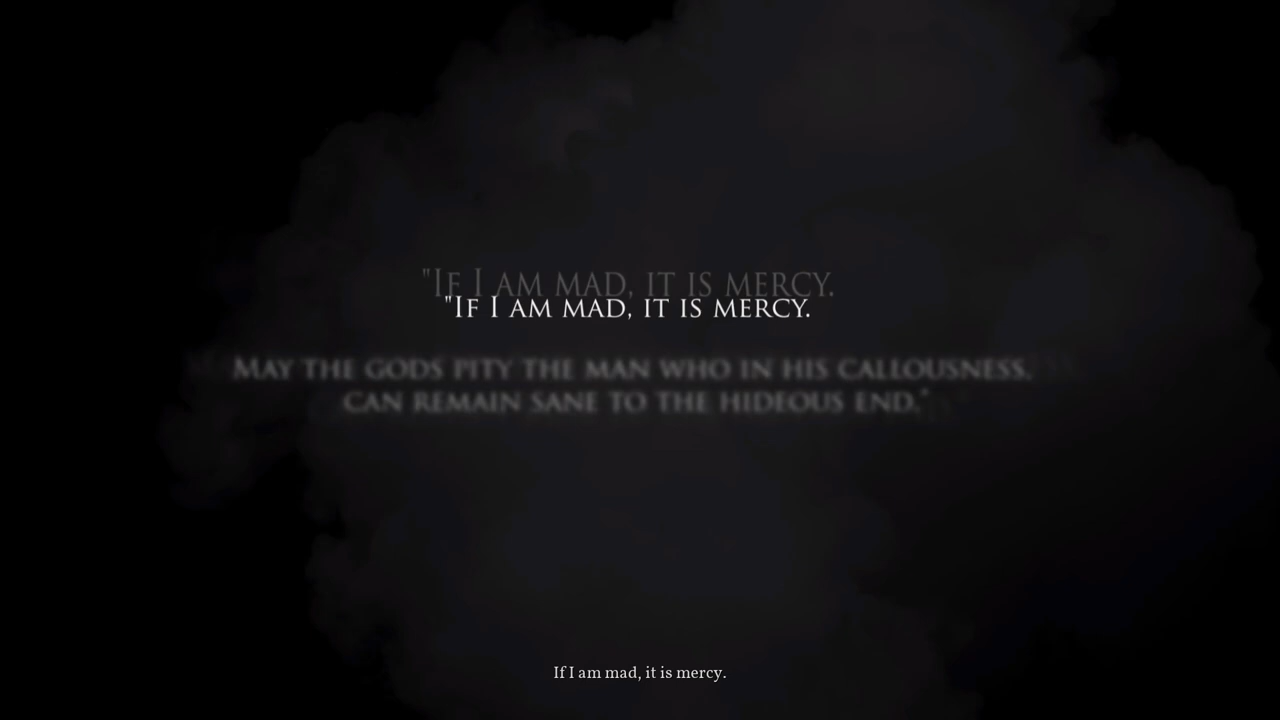 "If I am mad, it is mercy.
"If I am mad, it is mercy.
May the gods pity the man who in his callousness,
can remain sane to the hideous end."
If I am mad, it is mercy.